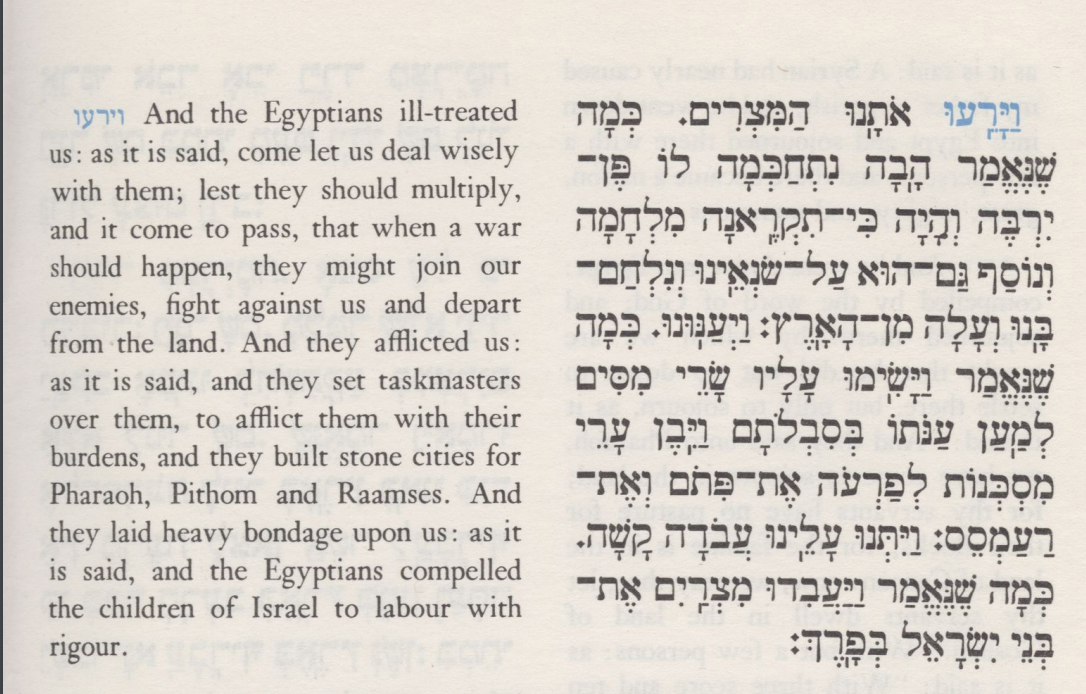 וירעו And the Egyptians ill-treated
us: as it is said, come let us deal wisely
with them; lest they should multiply,
and it come to pass, that when a war
should happen, they might join our
enemies, fight against us and depart
from the land. And they afflicted us:
as it is said, and they set taskmasters
over them, to afflict them with their
burdens, and they built stone cities for
Pharaoh, Pithom and Raamses. And
they laid heavy bondage upon us: as it
is said, and the Egyptians compelled
the children of Israel to labour with
rigour.
וַיָּרֵעוּ אֹתָנוּ הַמִּצְרִים. כְּמָה
שֶׁנֶּאֱמַר הָבָה נִתְחַכְּמָה לוֹ פֶּן־
יִרְבֶּה וְהָיָה כִּי תִקְרֶאנָה מִלְחָמָה
וְנוֹסַף גַּם־הוּא עַל־שֹׂנְאֵינוּ וְנִלְחַם־
בָּנוּ וְעָלָה מִן־הָאָרֶץ: וַיְעַנּוּנוּ. כְּמָה
שֶׁנֶּאֱמַר וַיָּשִׂימוּ עָלָיו שָׂרֵי מִסִּים
לְמַעַן עַנֹּתוֹ בְּסִבְלֹתָם וַיִּבֶן עָרֵי
מִסְכְּנוֹת לְפַרְעֹה אֶת־פִּתֹם וְאֶת־
רַעַמְסֵס: וַיִּתְּנוּ עָלֵינוּ עֲבֹדָה קָשָׁה.
כְּמָה שֶׁנֶּאֱמַר וַיַּעֲבִדוּ מִצְרַיִם אֶת־
בְּנֵי יִשְׂרָאֵל בְּפָרֶךְ: